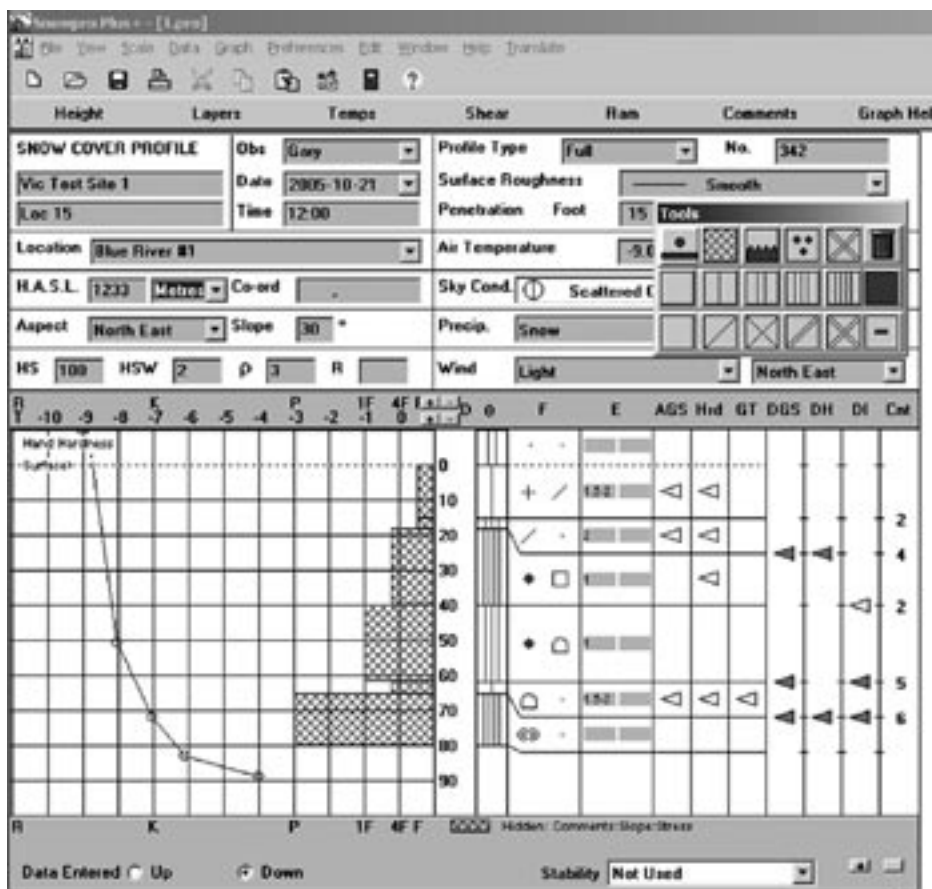 Snowpro Plus + - [1.pro]
File View Scale Data Graph Preferences Edit Window Help Translate
Height Layers Temps Shear Ram Comments Graph Hel
SNOW COVER PROFILE Obs Gary Profile Type Full No. 342
Vic Test Site 1 Date 2005-10-21 Surface Roughness Smooth
Loc 15 Time 12:00 Penetration Foot 15 Tools
Location Blue River #1 Air Temperature -9.0
H.A.S.L. 1233 Metres Co-ord . Sky Cond. Scattered C
Aspect North East Slope 30 ° Precip. Snow
HS 100 HSW 2 ρ 3 R Wind Light North East
R K P 1F 4F
T -10 -9 -8 -7 -6 -5 -4 -3 -2 -1 0 D θ F E AGS Hrd GT DGS DH DI Cnt
Hand Hardness
Surface
0
10
2
20
4
30
40
2
50
60
5
70
6
80
90
R K P 1F 4F F Hidden: Comments:Slope:Stress
Data Entered Up Down Stability Not Used